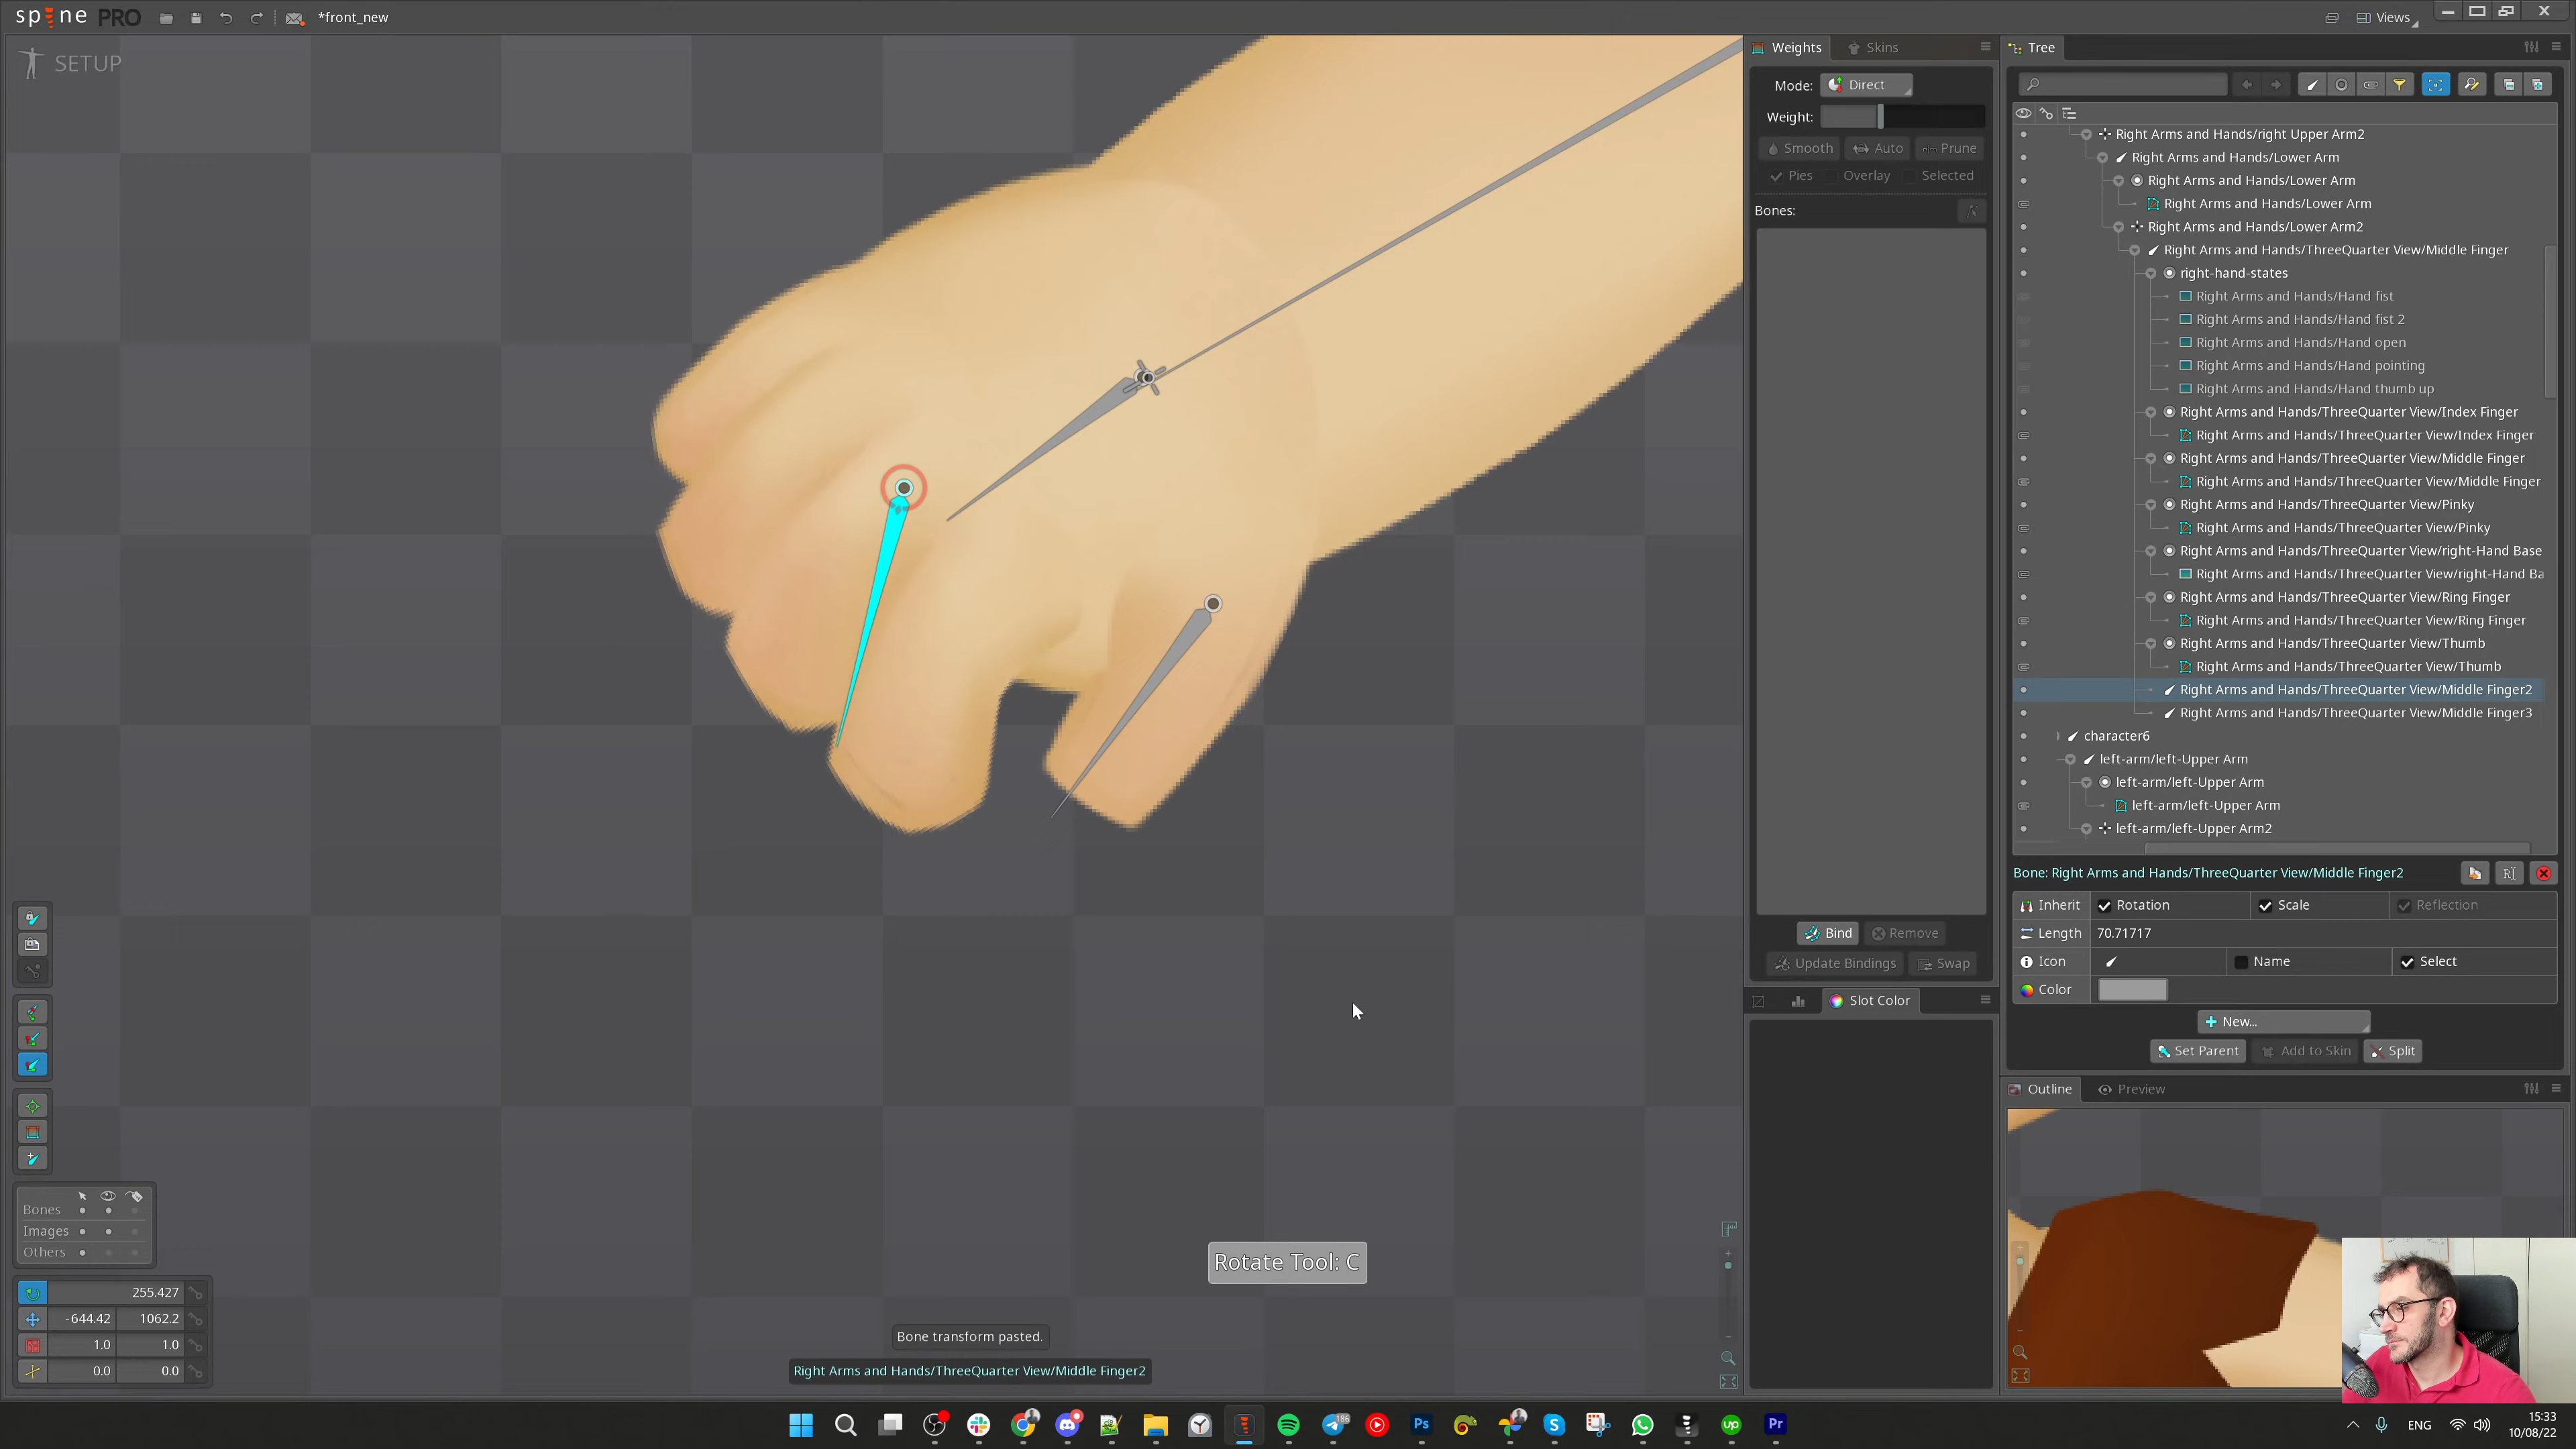 spine PRO
*front_new
Views
SETUP
Weights
Skins
Mode:
Direct
Weight:
Smooth
Auto
Prune
Pies
Overlay
Selected
Bones:
Bind
Remove
Update Bindings
Swap
Slot Color
Tree
Right Arms and Hands/right Upper Arm2
Right Arms and Hands/Lower Arm
Right Arms and Hands/Lower Arm
Right Arms and Hands/Lower Arm
Right Arms and Hands/Lower Arm2
Right Arms and Hands/ThreeQuarter View/Middle Finger
right-hand-states
Right Arms and Hands/Hand fist
Right Arms and Hands/Hand fist 2
Right Arms and Hands/Hand open
Right Arms and Hands/Hand pointing
Right Arms and Hands/Hand thumb up
Right Arms and Hands/ThreeQuarter View/Index Finger
Right Arms and Hands/ThreeQuarter View/Index Finger
Right Arms and Hands/ThreeQuarter View/Middle Finger
Right Arms and Hands/ThreeQuarter View/Middle Finger
Right Arms and Hands/ThreeQuarter View/Pinky
Right Arms and Hands/ThreeQuarter View/Pinky
Right Arms and Hands/ThreeQuarter View/right-Hand Base
Right Arms and Hands/ThreeQuarter View/right-Hand Ba
Right Arms and Hands/ThreeQuarter View/Ring Finger
Right Arms and Hands/ThreeQuarter View/Ring Finger
Right Arms and Hands/ThreeQuarter View/Thumb
Right Arms and Hands/ThreeQuarter View/Thumb
Right Arms and Hands/ThreeQuarter View/Middle Finger2
Right Arms and Hands/ThreeQuarter View/Middle Finger3
character6
left-arm/left-Upper Arm
left-arm/left-Upper Arm
left-arm/left-Upper Arm
left-arm/left-Upper Arm2
Bone: Right Arms and Hands/ThreeQuarter View/Middle Finger2
Inherit
Rotation
Scale
Reflection
Length
70.71717
Icon
Name
Select
Color
New...
Set Parent
Add to Skin
Split
Outline
Preview
Bones
Images
Others
255.427
-644.42 1062.2
1.0 1.0
0.0 0.0
Rotate Tool: C
Bone transform pasted.
Right Arms and Hands/ThreeQuarter View/Middle Finger2
186
Ps
up
Pr
ENG
15:33
10/08/22